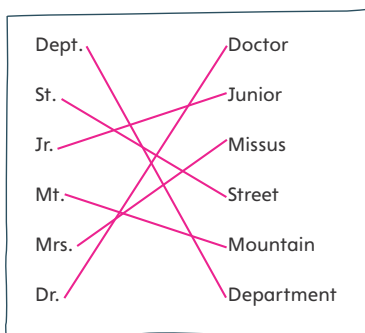 Dept. Doctor
St. Junior
Jr. Missus
Mt. Street
Mrs. Mountain
Dr. Department